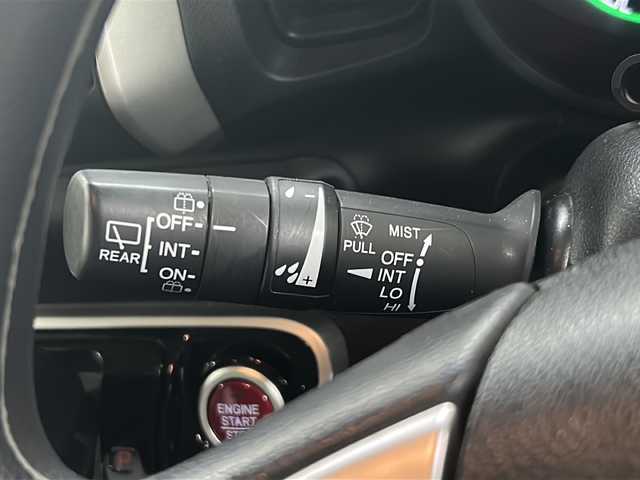 OFF
INT
ON
REAR
- 
+
PULL
MIST
OFF
INT
LO
HI
ENGINE
START